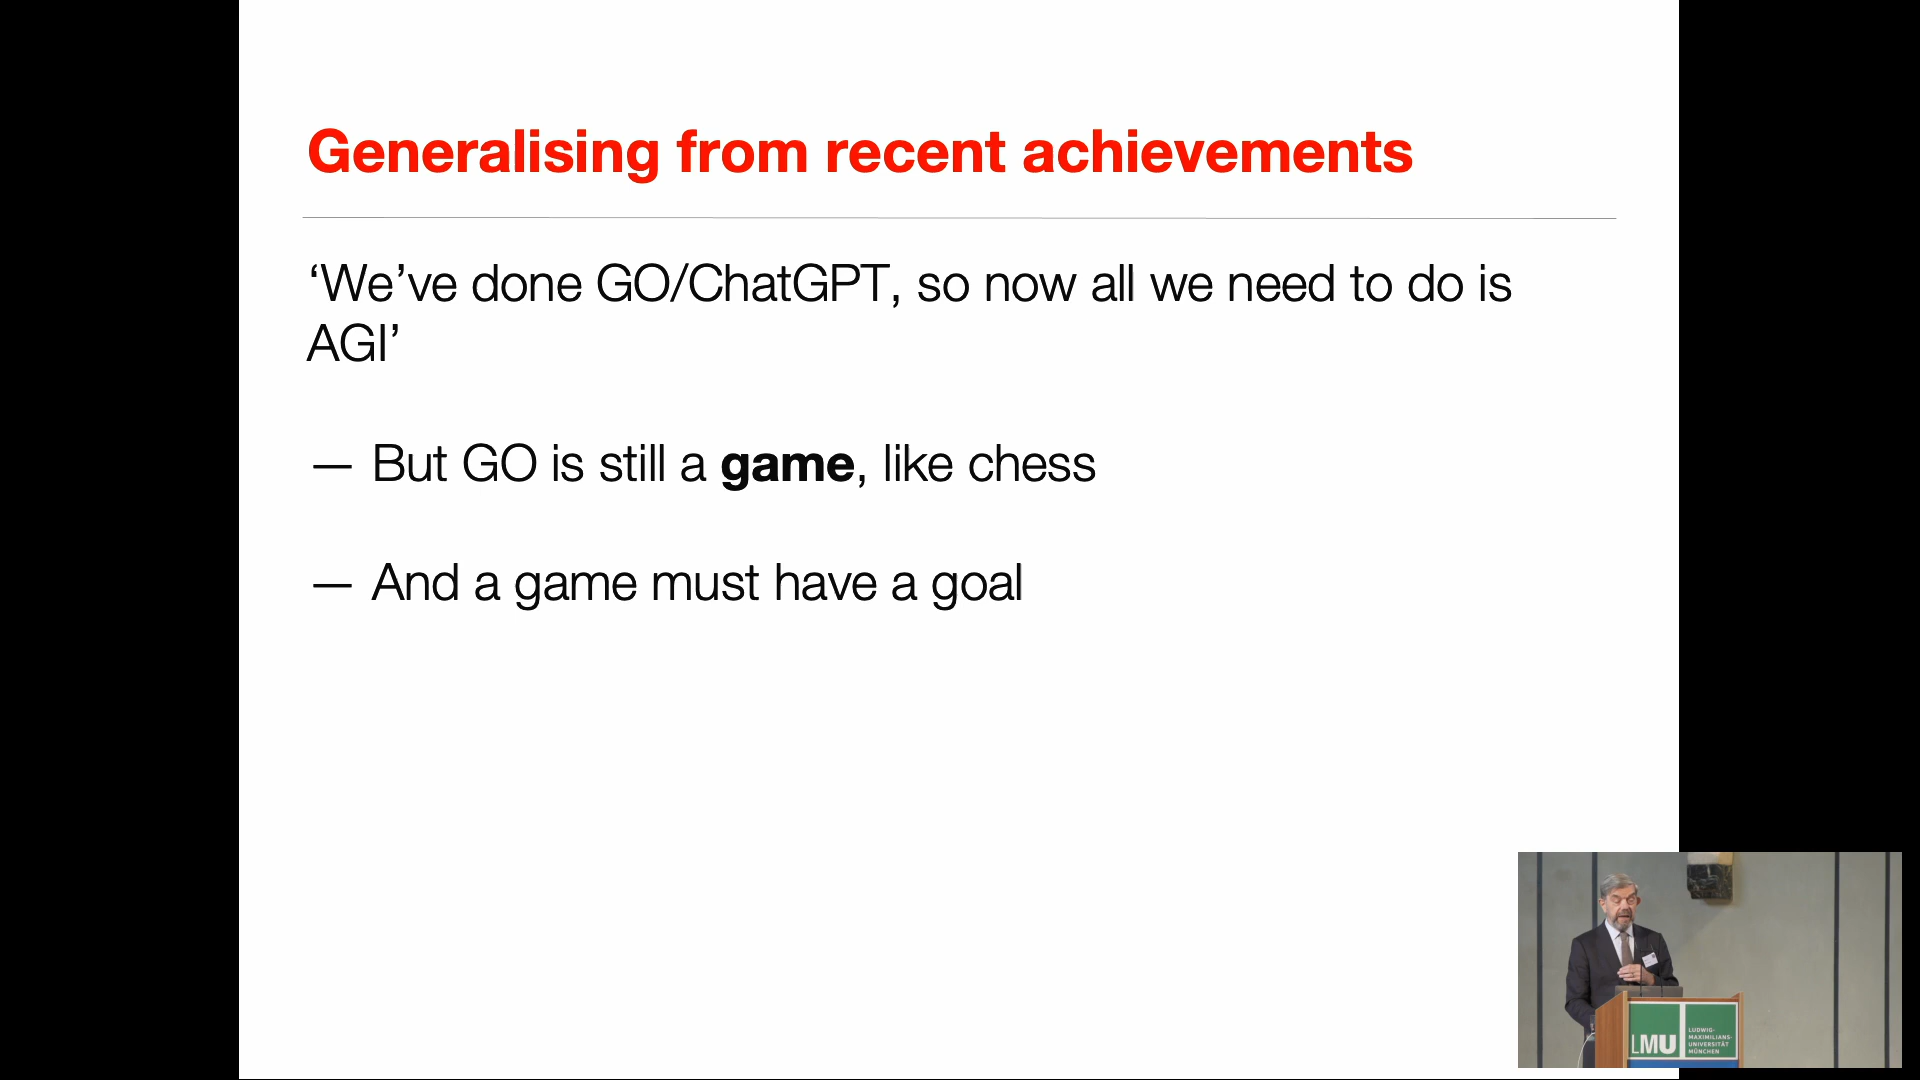 Generalising from recent achievements
‘We’ve done GO/ChatGPT, so now all we need to do is
AGI’
— But GO is still a game, like chess
— And a game must have a goal
LMU
LUDWIG-
MAXIMILIANS-
UNIVERSITÄT
MÜNCHEN